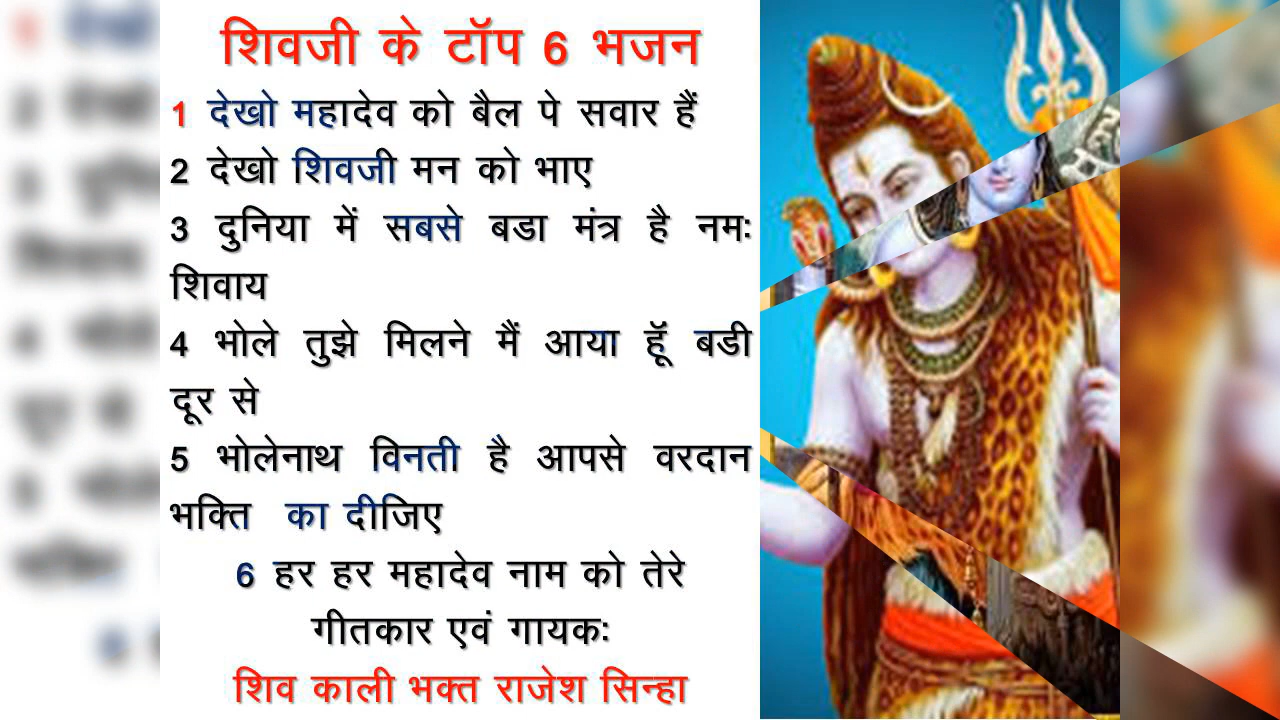 शिवजी के टॉप 6 भजन
1 देखो महादेव को बैल पे सवार हैं
2 देखो शिवजी मन को भाए
3 दुनिया में सबसे बडा मंत्र है नमः
शिवाय
4 भोले तुझे मिलने मैं आया हूॅं बडी
दूर से
5 भोलेनाथ विनती है आपसे वरदान
भक्ति का दीजिए
6 हर हर महादेव नाम को तेरे
गीतकार एवं गायकः
शिव काली भक्त राजेश सिन्हा